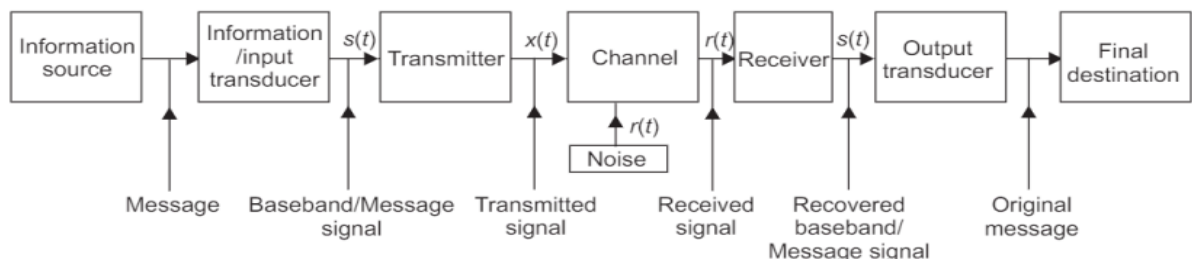 Information
source
Information
/input
transducer
s(t)
Transmitter
x(t)
Channel
r(t)
Receiver
s(t)
Output
transducer
Final
destination
r(t)
Noise
Message
Baseband/Message
signal
Transmitted
signal
Received
signal
Recovered
baseband/
Message signal
Original
message